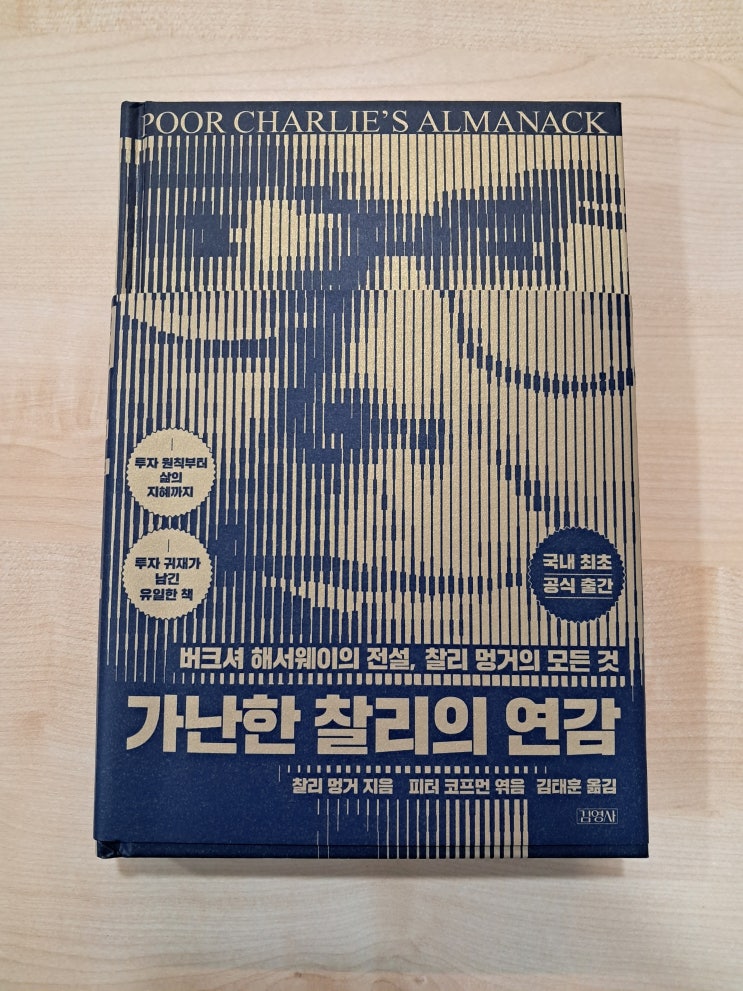 POOR CHARLIE'S ALMANACK
투자 원칙부터
삶의
지혜까지
투자 귀재가
남긴
유일한 책
국내 최초
공식 출간
버크셔 해서웨이의 전설, 찰리 멍거의 모든 것
가난한 찰리의 연감
찰리 멍거 지음 피터 코프먼 엮음 김태훈 옮김
김영사